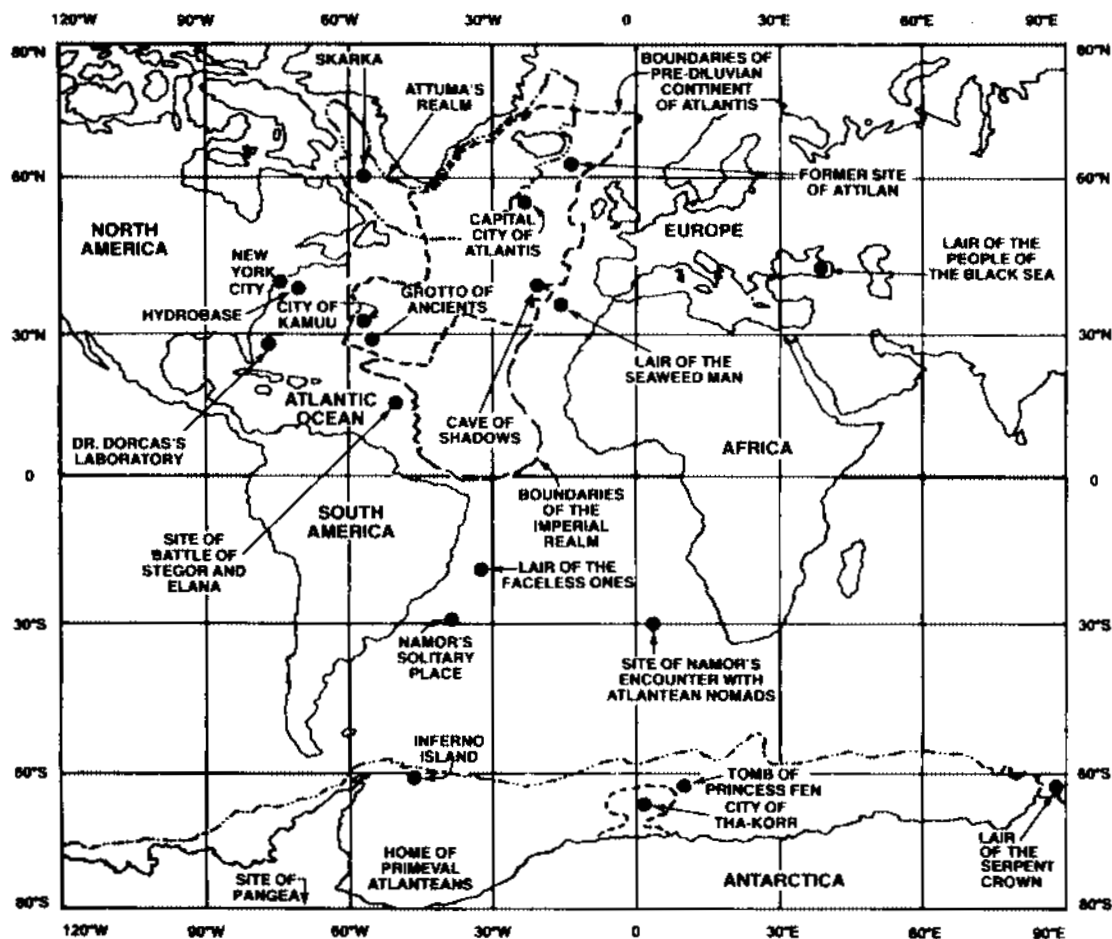 120°W 90°W 60°W 30°W 0 30°E 60°E 90°E
80°N
80°N
SKARKA
ATTUMA'S
REALM
BOUNDARIES OF
PRE-DILUVIAN
CONTINENT
OF ATLANTIS
60°N
60°N
FORMER SITE
OF ATTILAN
NORTH
AMERICA
CAPITAL
CITY OF
ATLANTIS
EUROPE
LAIR OF THE
PEOPLE OF
THE BLACK SEA
NEW
YORK
CITY
HYDROBASE
CITY OF
KAMUU
GROTTO OF
ANCIENTS
30°N
30°N
LAIR OF THE
SEAWEED MAN
ATLANTIC
OCEAN
CAVE OF
SHADOWS
DR. DORCAS'S
LABORATORY
AFRICA
0
0
SOUTH
AMERICA
BOUNDARIES
OF THE
IMPERIAL
REALM
SITE OF
BATTLE OF
STEGOR AND
ELANA
LAIR OF THE
FACELESS ONES
30°S
30°S
NAMOR'S
SOLITARY
PLACE
SITE OF NAMOR'S
ENCOUNTER WITH
ATLANTEAN NOMADS
INFERNO
ISLAND
60°S
60°S
TOMB OF
PRINCESS FEN
CITY OF
THA-KORR
LAIR
OF THE
SERPENT
CROWN
HOME OF
PRIMEVAL
ATLANTEANS
SITE OF
PANGEA
ANTARCTICA
80°S
80°S
120°W 90°W 60°W 30°W 0 30°E 60°E 90°E